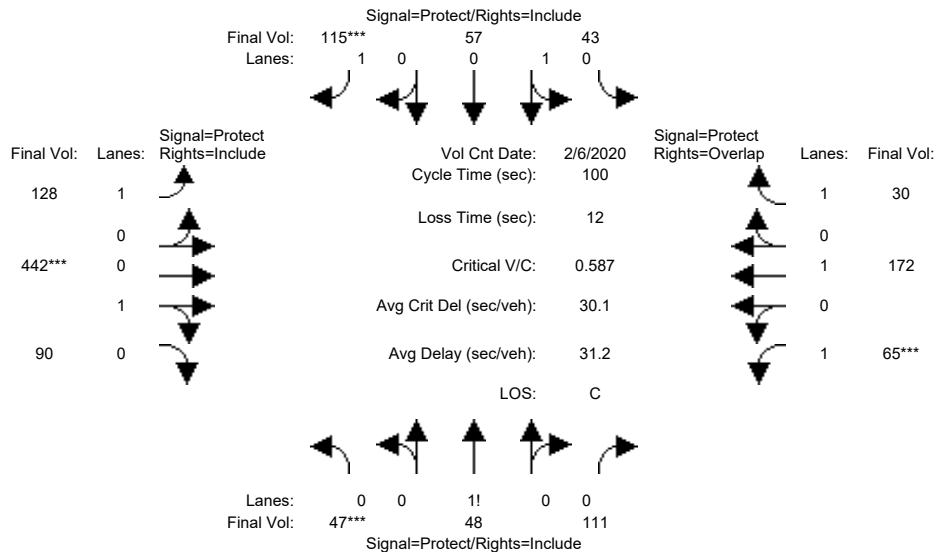 Signal=Protect/Rights=Include
Final Vol: 115*** 57 43
Lanes: 1 0 0 1 0
Signal=Protect Signal=Protect
Final Vol: Lanes: Rights=Include Vol Cnt Date: 2/6/2020 Rights=Overlap Lanes: Final Vol:
Cycle Time (sec): 100
128 1 1 30
Loss Time (sec): 12
0 0
442*** 0 Critical V/C: 0.587 1 172
1 Avg Crit Del (sec/veh): 30.1 0
90 0 Avg Delay (sec/veh): 31.2 1 65***
LOS: C
Lanes: 0 0 1! 0 0
Final Vol: 47*** 48 111
Signal=Protect/Rights=Include